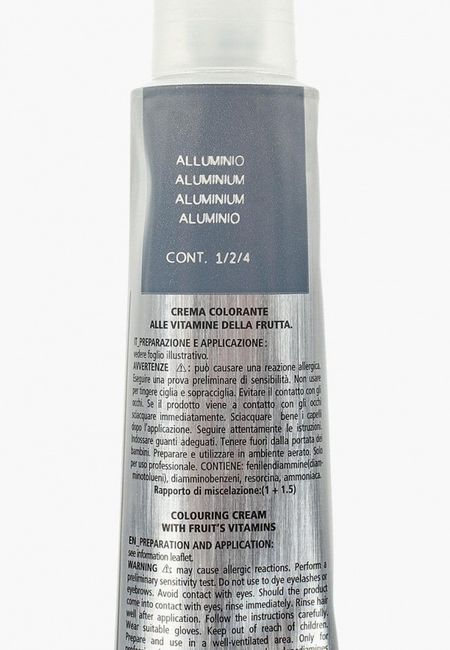 ALLUMINIO
ALUMINIUM
ALUMINIUM
ALUMINIO
CONT. 1/2/4
CREMA COLORANTE
ALLE VITAMINE DELLA FRUTTA.
IT_PREPARAZIONE E APPLICAZIONE:
vedere foglio illustrativo.
AVVERTENZE ⚠: può causare una reazione allergica.
Eseguire una prova preliminare di sensibilità. Non usare
per tingere ciglia e sopracciglia. Evitare il contatto con gli
occhi. Se il prodotto viene a contatto con gli occhi
sciacquare immediatamente. Sciacquare bene i capelli
dopo l'applicazione. Seguire attentamente le istruzioni.
Indossare guanti adeguati. Tenere fuori dalla portata dei
bambini. Preparare e utilizzare in ambiente aerato. Solo
per uso professionale. CONTIENE: fenilendiammine(diam-
minotolueni), diamminobenzeni, resorcina, ammoniaca.
Rapporto di miscelazione:(1 + 1.5)
COLOURING CREAM
WITH FRUIT'S VITAMINS
EN_PREPARATION AND APPLICATION:
see information leaflet.
WARNING ⚠: may cause allergic reactions. Perform a
preliminary sensitivity test. Do not use to dye eyelashes or
eyebrows. Avoid contact with eyes. Should the product
come into contact with eyes, rinse immediately. Rinse hair
well after application. Follow the instructions carefully.
Wear suitable gloves. Keep out of reach of children.
Prepare and use in a well-ventilated area. Only for